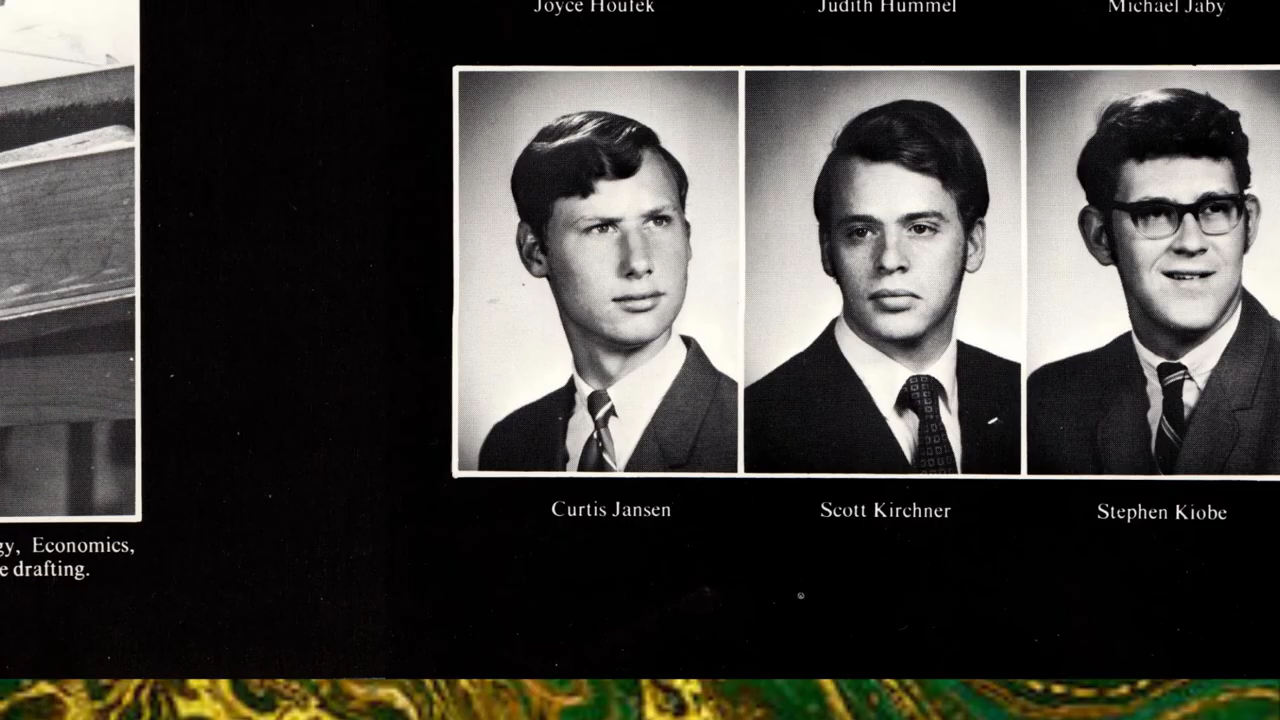 Joyce Houfek
Judith Hummel
Michael Jaby
Curtis Jansen
Scott Kirchner
Stephen Klobe
gy, Economics,
e drafting.